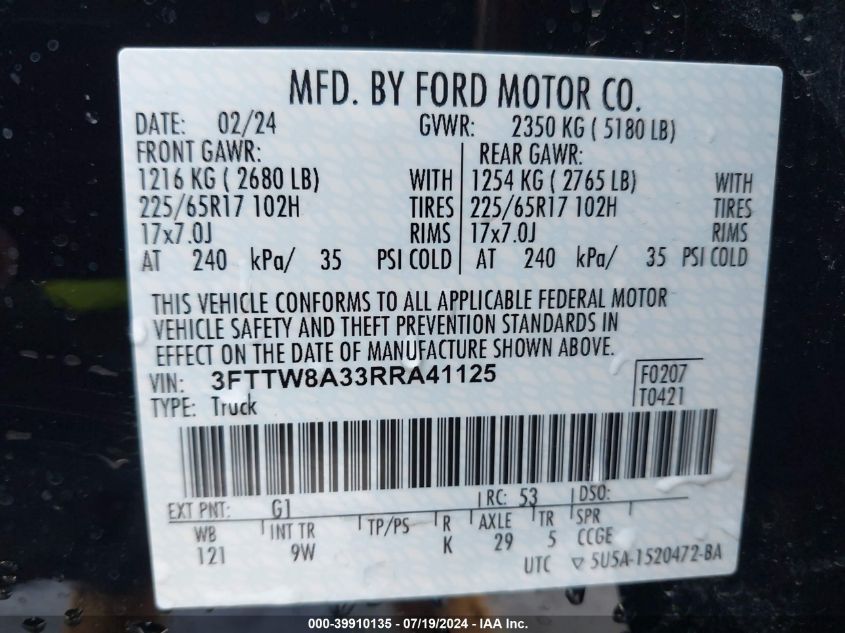 MFD. BY FORD MOTOR CO.
DATE: 02/24 GVWR: 2350 KG ( 5180 LB)
FRONT GAWR: REAR GAWR:
1216 KG ( 2680 LB) WITH 1254 KG ( 2765 LB) WITH
225/65R17 102H TIRES 225/65R17 102H TIRES
17x7.0J RIMS 17x7.0J RIMS
AT 240 kPa/ 35 PSI COLD AT 240 kPa/ 35 PSI COLD
THIS VEHICLE CONFORMS TO ALL APPLICABLE FEDERAL MOTOR
VEHICLE SAFETY AND THEFT PREVENTION STANDARDS IN
EFFECT ON THE DATE OF MANUFACTURE SHOWN ABOVE.
VIN: 3FTTW8A33RRA41125 F0207
TYPE: Truck T0421
EXT PNT: G1 RC: 53 DSO:
WB INT TR TP/PS R AXLE TR SPR
121 9W K 29 5 CCGE
UTC ▽ 5U5A-1520472-BA
000-39910135 - 07/19/2024 - IAA Inc.